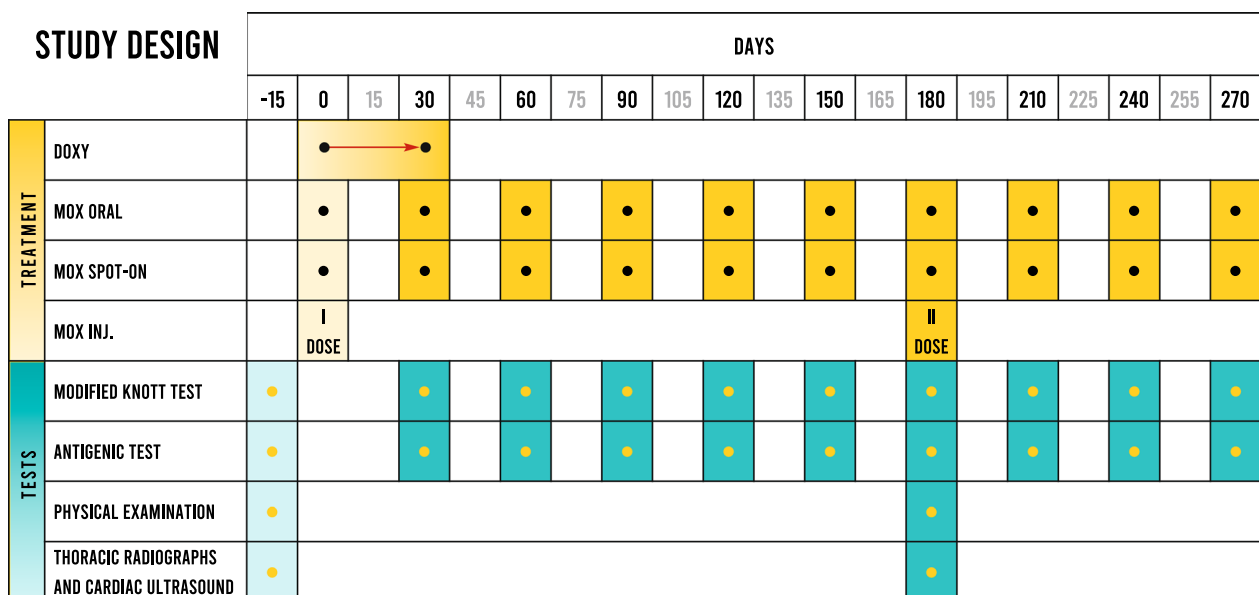 STUDY DESIGN
DAYS
-15 0 15 30 45 60 75 90 105 120 135 150 165 180 195 210 225 240 255 270
TREATMENT
DOXY
MOX ORAL
MOX SPOT-ON
MOX INJ.
I
DOSE
II
DOSE
TESTS
MODIFIED KNOTT TEST
ANTIGENIC TEST
PHYSICAL EXAMINATION
THORACIC RADIOGRAPHS
AND CARDIAC ULTRASOUND